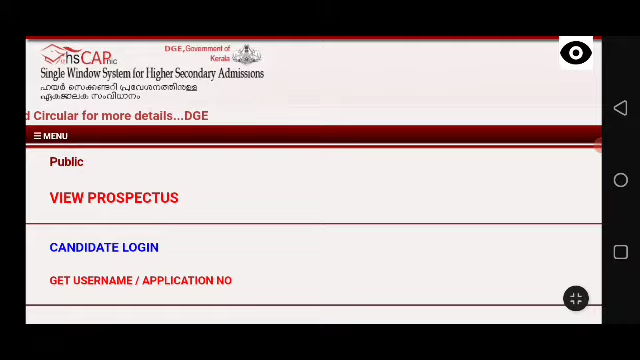 hsCAP
nic
DGE, Government of
Kerala
Single Window System for Higher Secondary Admissions
ഹയർ സെക്കണ്ടറി പ്രവേശനത്തിനുള്ള
ഏകജാലക സംവിധാനം
d Circular for more details...DGE
☰ MENU
Public
VIEW PROSPECTUS
CANDIDATE LOGIN
GET USERNAME / APPLICATION NO